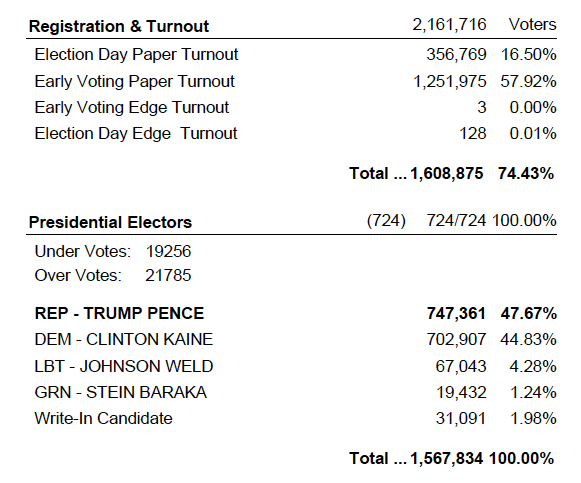 Registration & Turnout 2,161,716 Voters
Election Day Paper Turnout 356,769 16.50%
Early Voting Paper Turnout 1,251,975 57.92%
Early Voting Edge Turnout 3 0.00%
Election Day Edge Turnout 128 0.01%
Total ... 1,608,875 74.43%
Presidential Electors (724) 724/724 100.00%
Under Votes: 19256
Over Votes: 21785
REP - TRUMP PENCE 747,361 47.67%
DEM - CLINTON KAINE 702,907 44.83%
LBT - JOHNSON WELD 67,043 4.28%
GRN - STEIN BARAKA 19,432 1.24%
Write-In Candidate 31,091 1.98%
Total ... 1,567,834 100.00%